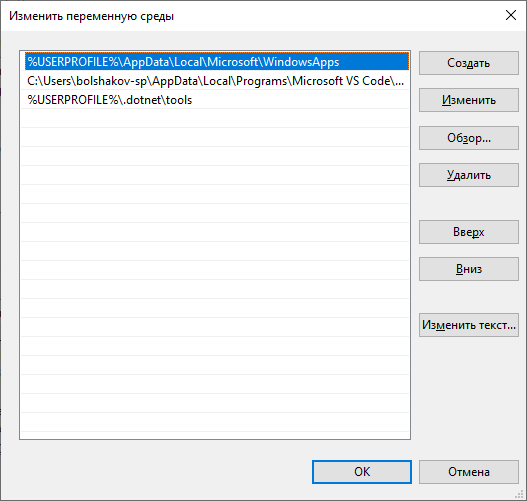 Изменить переменную среды
%USERPROFILE%\AppData\Local\Microsoft\WindowsApps
C:\Users\bolshakov-sp\AppData\Local\Programs\Microsoft VS Code\...
%USERPROFILE%\.dotnet\tools
Создать
Изменить
Обзор...
Удалить
Вверх
Вниз
Изменить текст...
OK
Отмена